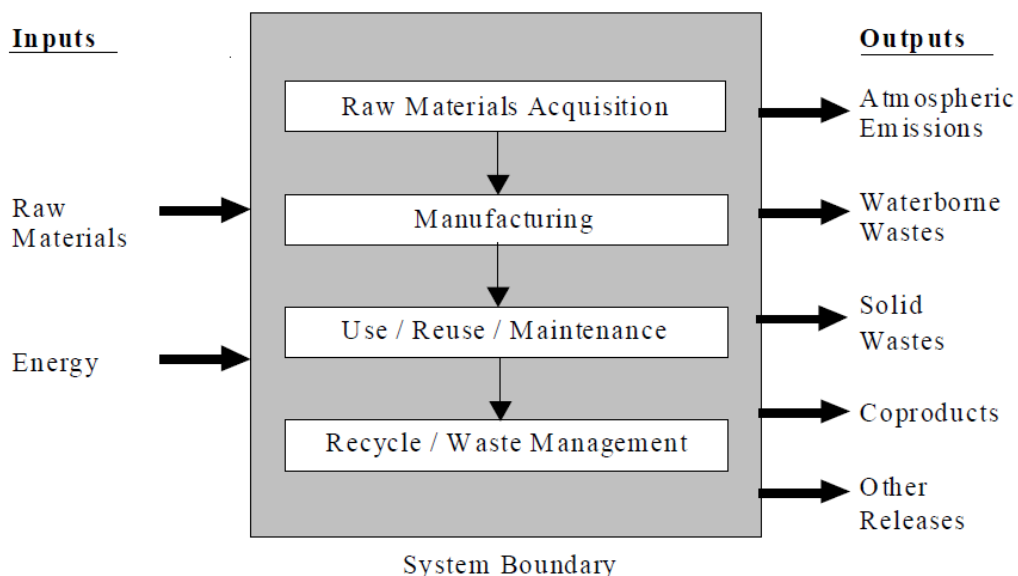 Inputs
Outputs
Raw Materials Acquisition
Atmospheric
Emissions
Raw
Materials
Manufacturing
Waterborne
Wastes
Use / Reuse / Maintenance
Solid
Wastes
Energy
Coproducts
Recycle / Waste Management
Other
Releases
System Boundary